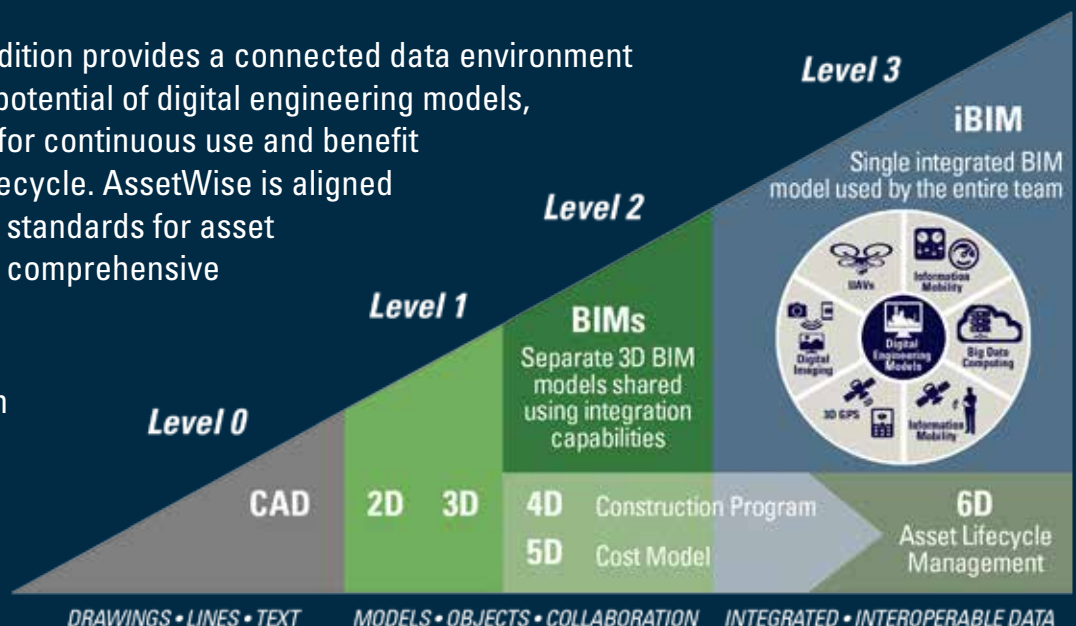 dition provides a connected data environment
potential of digital engineering models,
for continuous use and benefit
ecycle. AssetWise is aligned
standards for asset
comprehensive
Level 3
iBIM
Single integrated BIM
model used by the entire team
UAVs
Information
Mobility
Digital
Imaging
Digital
Engineering
Models
Big Data
Computing
3D GPS
Information
Mobility
Level 2
BIMs
Separate 3D BIM
models shared
using integration
capabilities
Level 1
Level 0
CAD
2D 3D
4D Construction Program
5D Cost Model
6D
Asset Lifecycle
Management
DRAWINGS • LINES • TEXT
MODELS • OBJECTS • COLLABORATION
INTEGRATED • INTEROPERABLE DATA